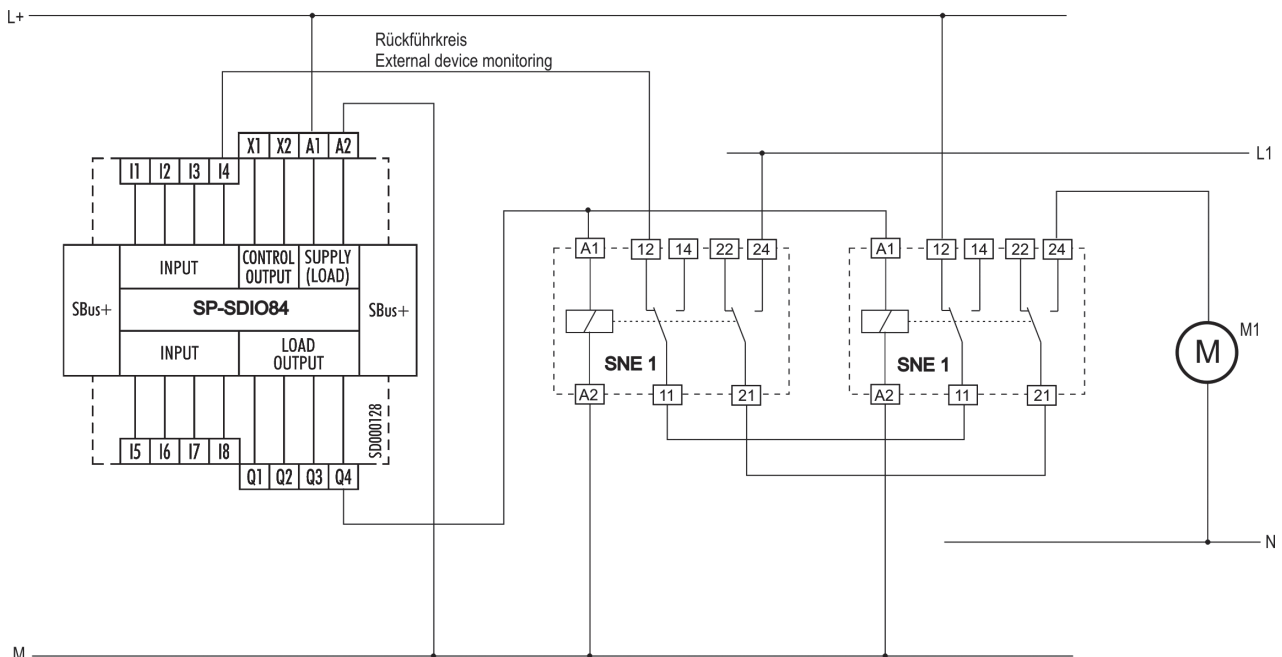 L+
Rückführkreis
External device monitoring
X1 X2 A1 A2
I1 I2 I3 I4
L1
A1 12 14 22 24
A1 12 14 22 24
INPUT
CONTROL OUTPUT
SUPPLY (LOAD)
SBus+
SP-SDIO84
SBus+
INPUT
LOAD OUTPUT
SNE 1
SNE 1
M
M1
A2 11 21
A2 11 21
SD000128
I5 I6 I7 I8
Q1 Q2 Q3 Q4
N
M